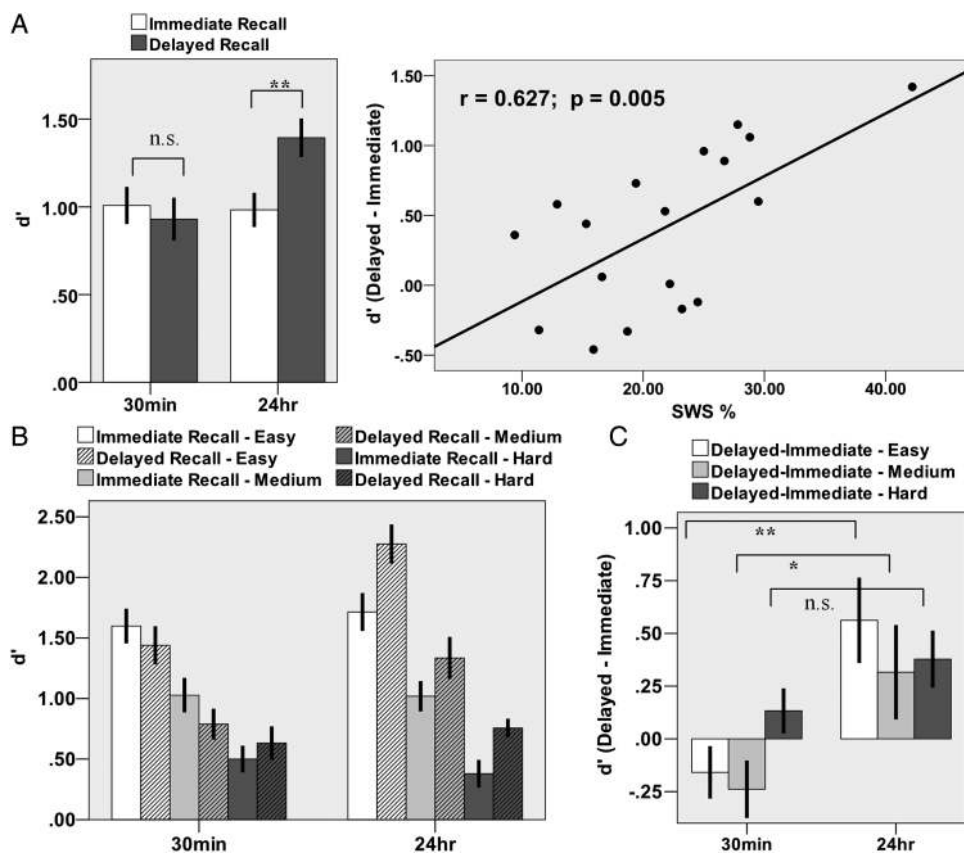 A
Immediate Recall
Delayed Recall
d'
1.50
1.00
.50
.00
n.s.
**
30min
24hr
r = 0.627; p = 0.005
d' (Delayed - Immediate)
1.50
1.00
.50
.00
-.50
10.00 20.00 30.00 40.00
SWS %
B
Immediate Recall - Easy
Delayed Recall - Easy
Immediate Recall - Medium
Delayed Recall - Medium
Immediate Recall - Hard
Delayed Recall - Hard
d'
2.50
2.00
1.50
1.00
.50
.00
30min
24hr
C
Delayed-Immediate - Easy
Delayed-Immediate - Medium
Delayed-Immediate - Hard
d' (Delayed - Immediate)
1.00
.75
.50
.25
.00
-.25
**
*
n.s.
30min
24hr